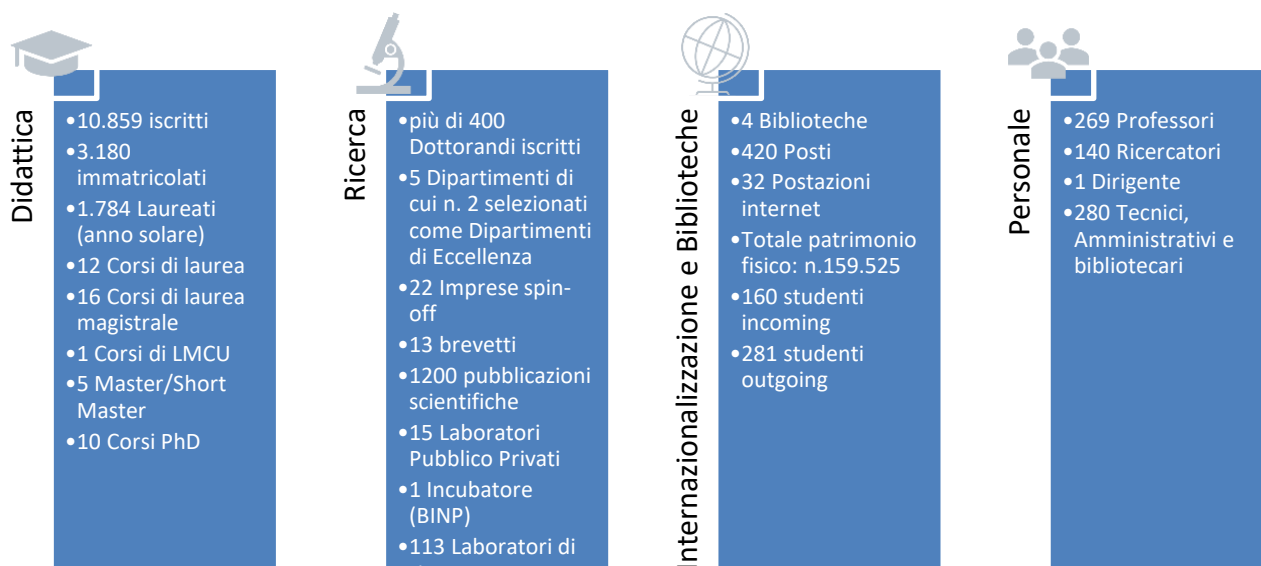 Didattica
•10.859 iscritti
•3.180
immatricolati
•1.784 Laureati
(anno solare)
•12 Corsi di laurea
•16 Corsi di laurea
magistrale
•1 Corsi di LMCU
•5 Master/Short
Master
•10 Corsi PhD
Ricerca
•più di 400
Dottorandi iscritti
•5 Dipartimenti di
cui n. 2 selezionati
come Dipartimenti
di Eccellenza
•22 Imprese spin-
off
•13 brevetti
•1200 pubblicazioni
scientifiche
•15 Laboratori
Pubblico Privati
•1 Incubatore
(BINP)
•113 Laboratori di
Internazionalizzazione e Biblioteche
•4 Biblioteche
•420 Posti
•32 Postazioni
internet
•Totale patrimonio
fisico: n.159.525
•160 studenti
incoming
•281 studenti
outgoing
Personale
•269 Professori
•140 Ricercatori
•1 Dirigente
•280 Tecnici,
Amministrativi e
bibliotecari